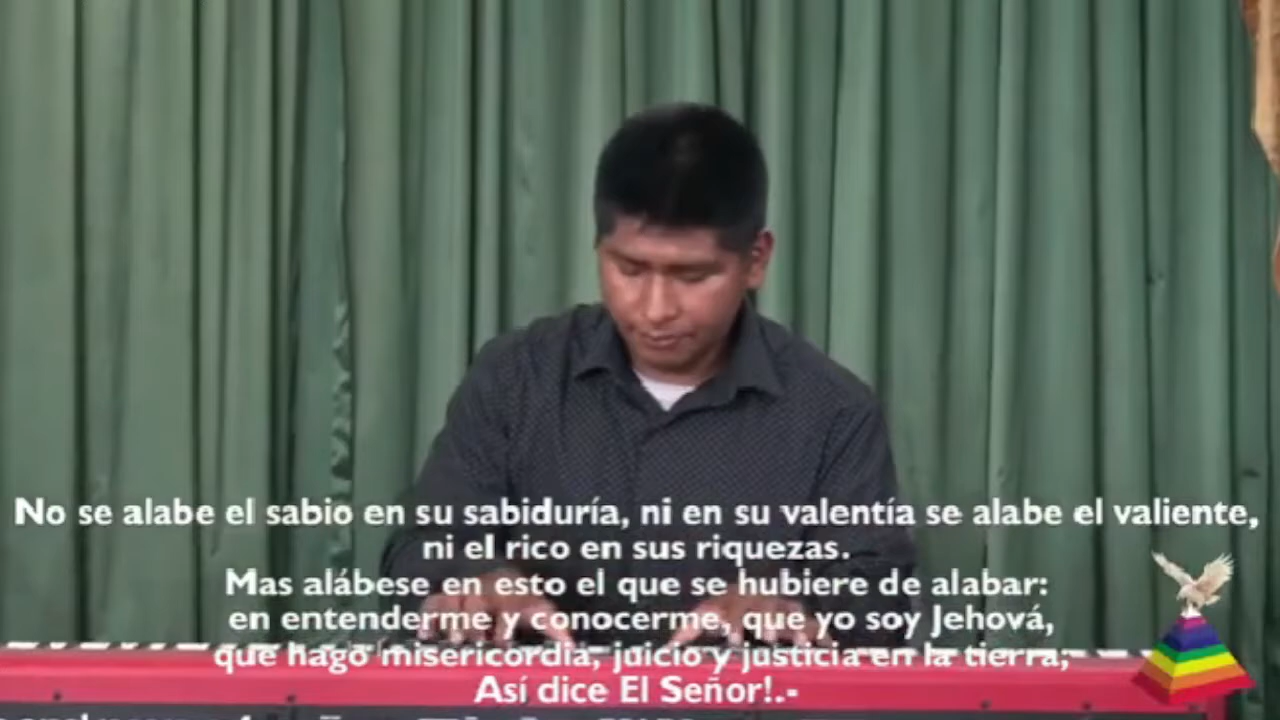 No se alabe el sabio en su sabiduría, ni en su valentía se alabe el valiente,
ni el rico en sus riquezas.
Mas alábese en esto el que se hubiere de alabar:
en entenderme y conocerme, que yo soy Jehová,
que hago misericordia, juicio y justicia en la tierra;
Así dice El Señor!.-